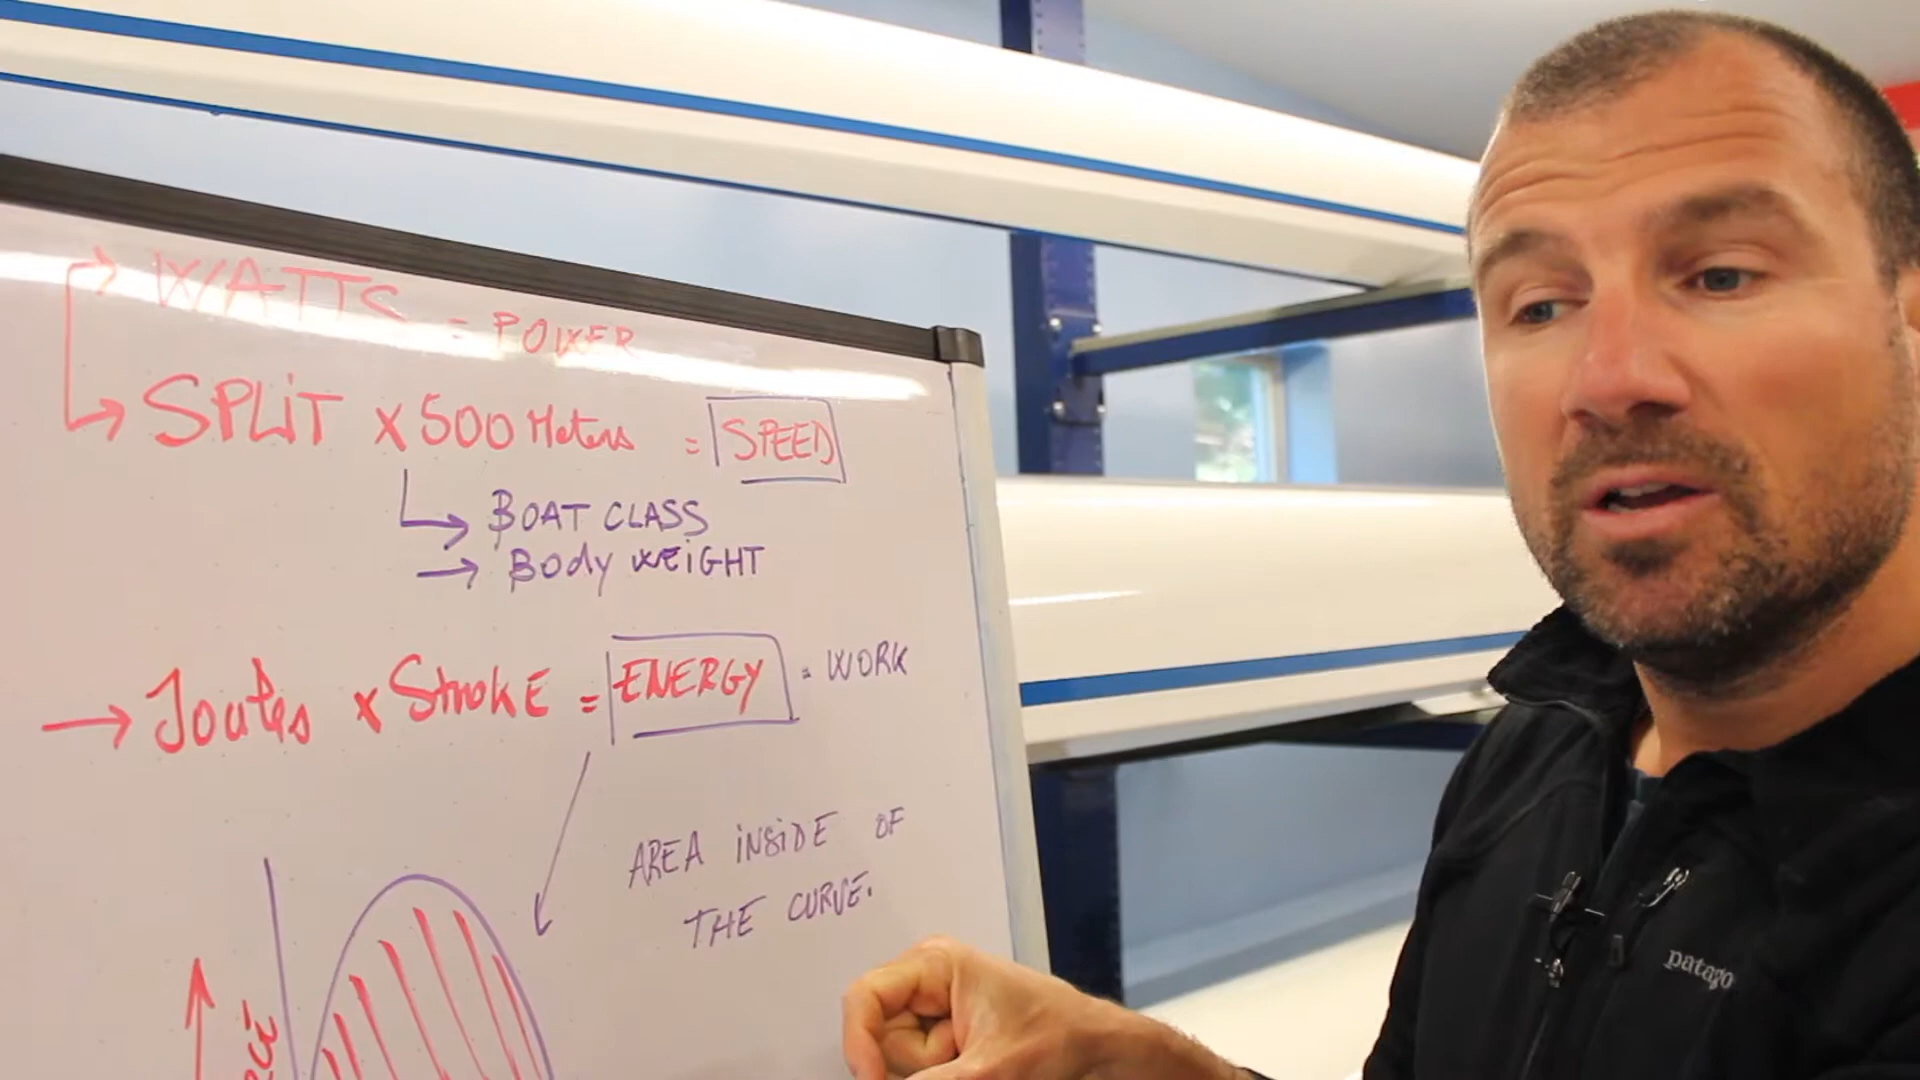 WATTS = POWER
SPLIT x 500 Meters = SPEED
BOAT CLASS
Body WEIGHT
Joules x StrokE = ENERGY = WORK
AREA iNSiDE OF
THE CURVE.
patago